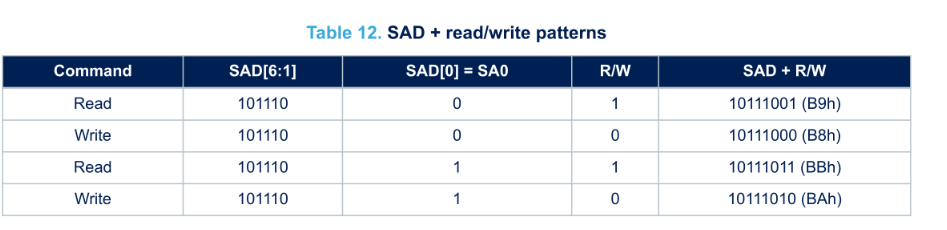 Table 12. SAD + read/write patterns
Command SAD[6:1] SAD[0] = SA0 R/W SAD + R/W
Read 101110 0 1 10111001 (B9h)
Write 101110 0 0 10111000 (B8h)
Read 101110 1 1 10111011 (BBh)
Write 101110 1 0 10111010 (BAh)